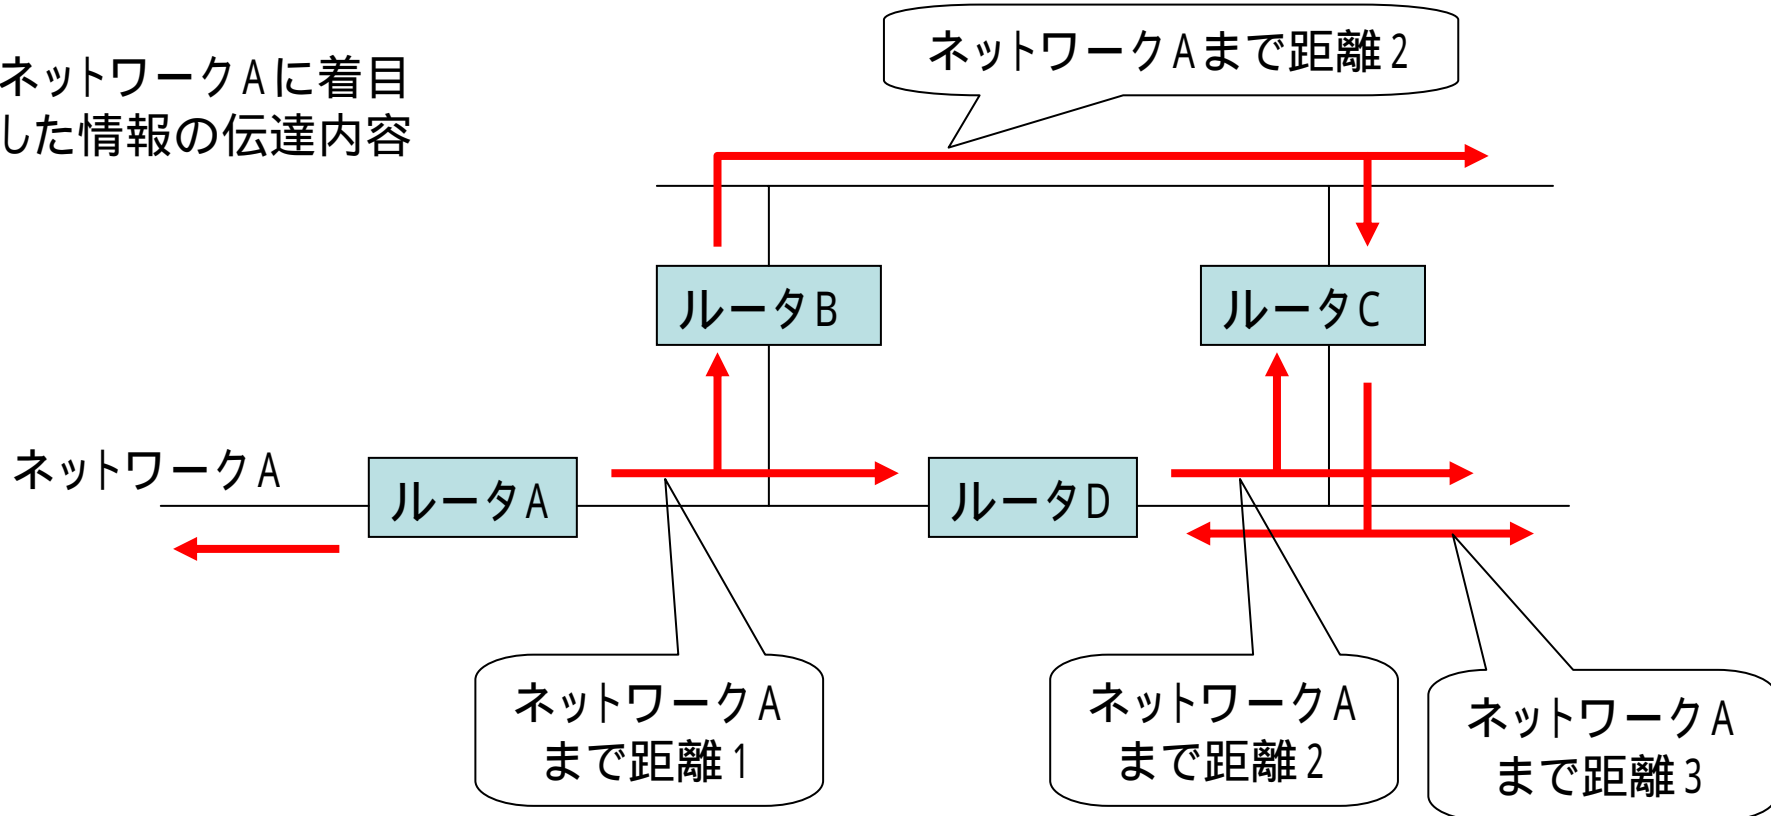 ネットワークAに着目
した情報の伝達内容
ネットワークAまで距離2
ルータB
ルータC
ネットワークA
ルータA
ルータD
ネットワークA
まで距離1
ネットワークA
まで距離2
ネットワークA
まで距離3